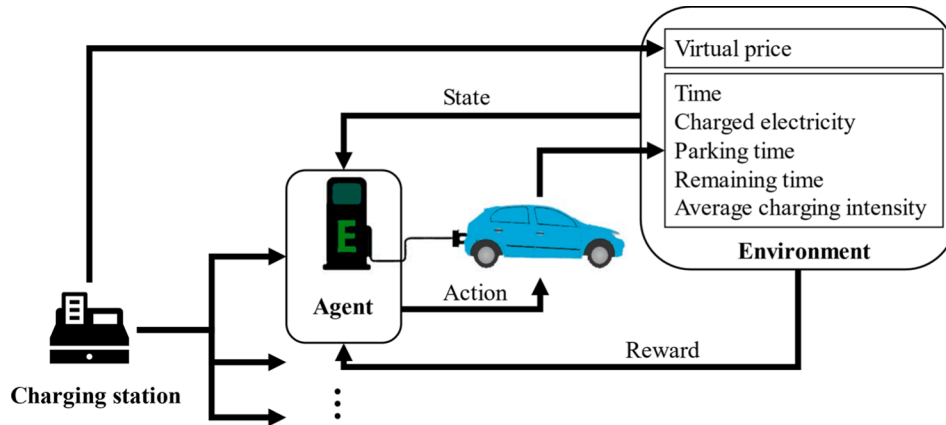 Virtual price
State
Time
Charged electricity
Parking time
Remaining time
Average charging intensity
Environment
E
Agent
Action
Reward
Charging station